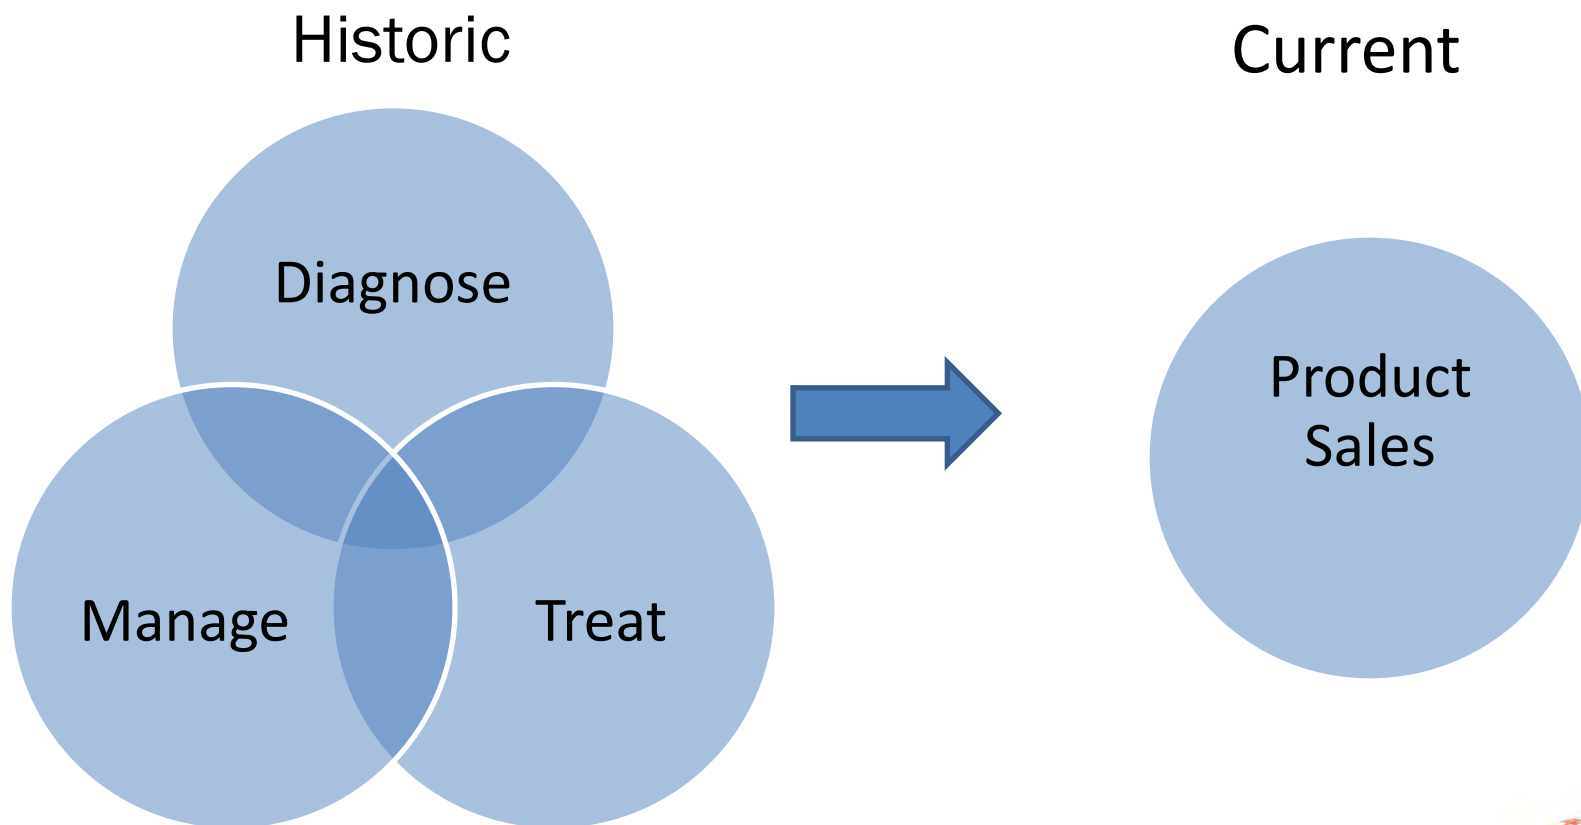 Historic
Current
Diagnose
Manage
Treat
Product
Sales